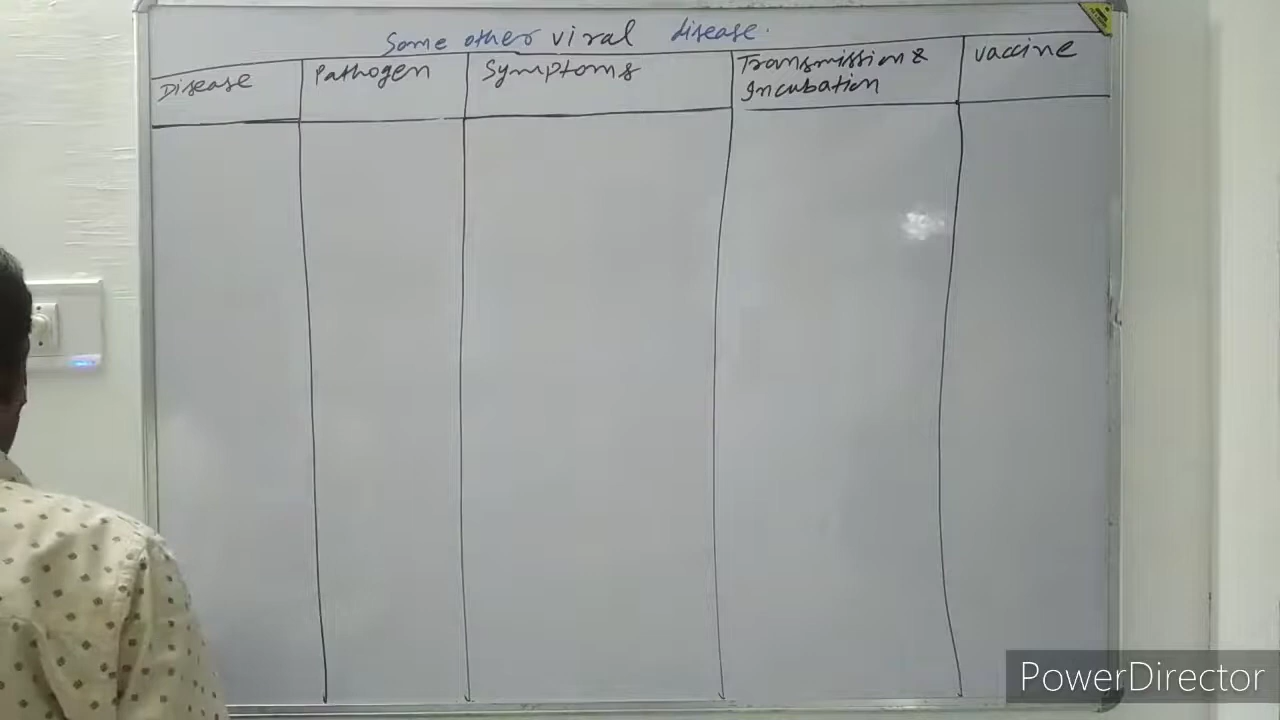 Some other viral disease.
Disease Pathogen Symptoms Transmission & Incubation Vaccine
PowerDirector